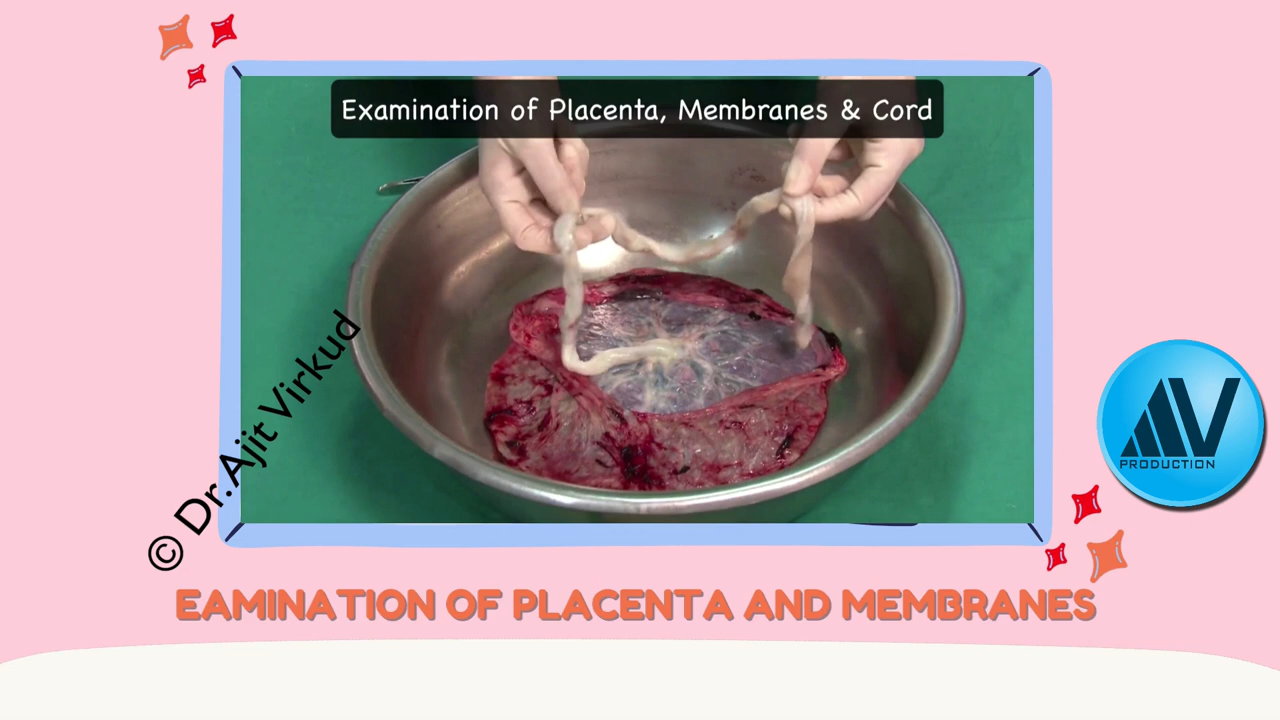 Examination of Placenta, Membranes & Cord
© Dr. Ajit Virkud
AV
PRODUCTION
EAMINATION OF PLACENTA AND MEMBRANES